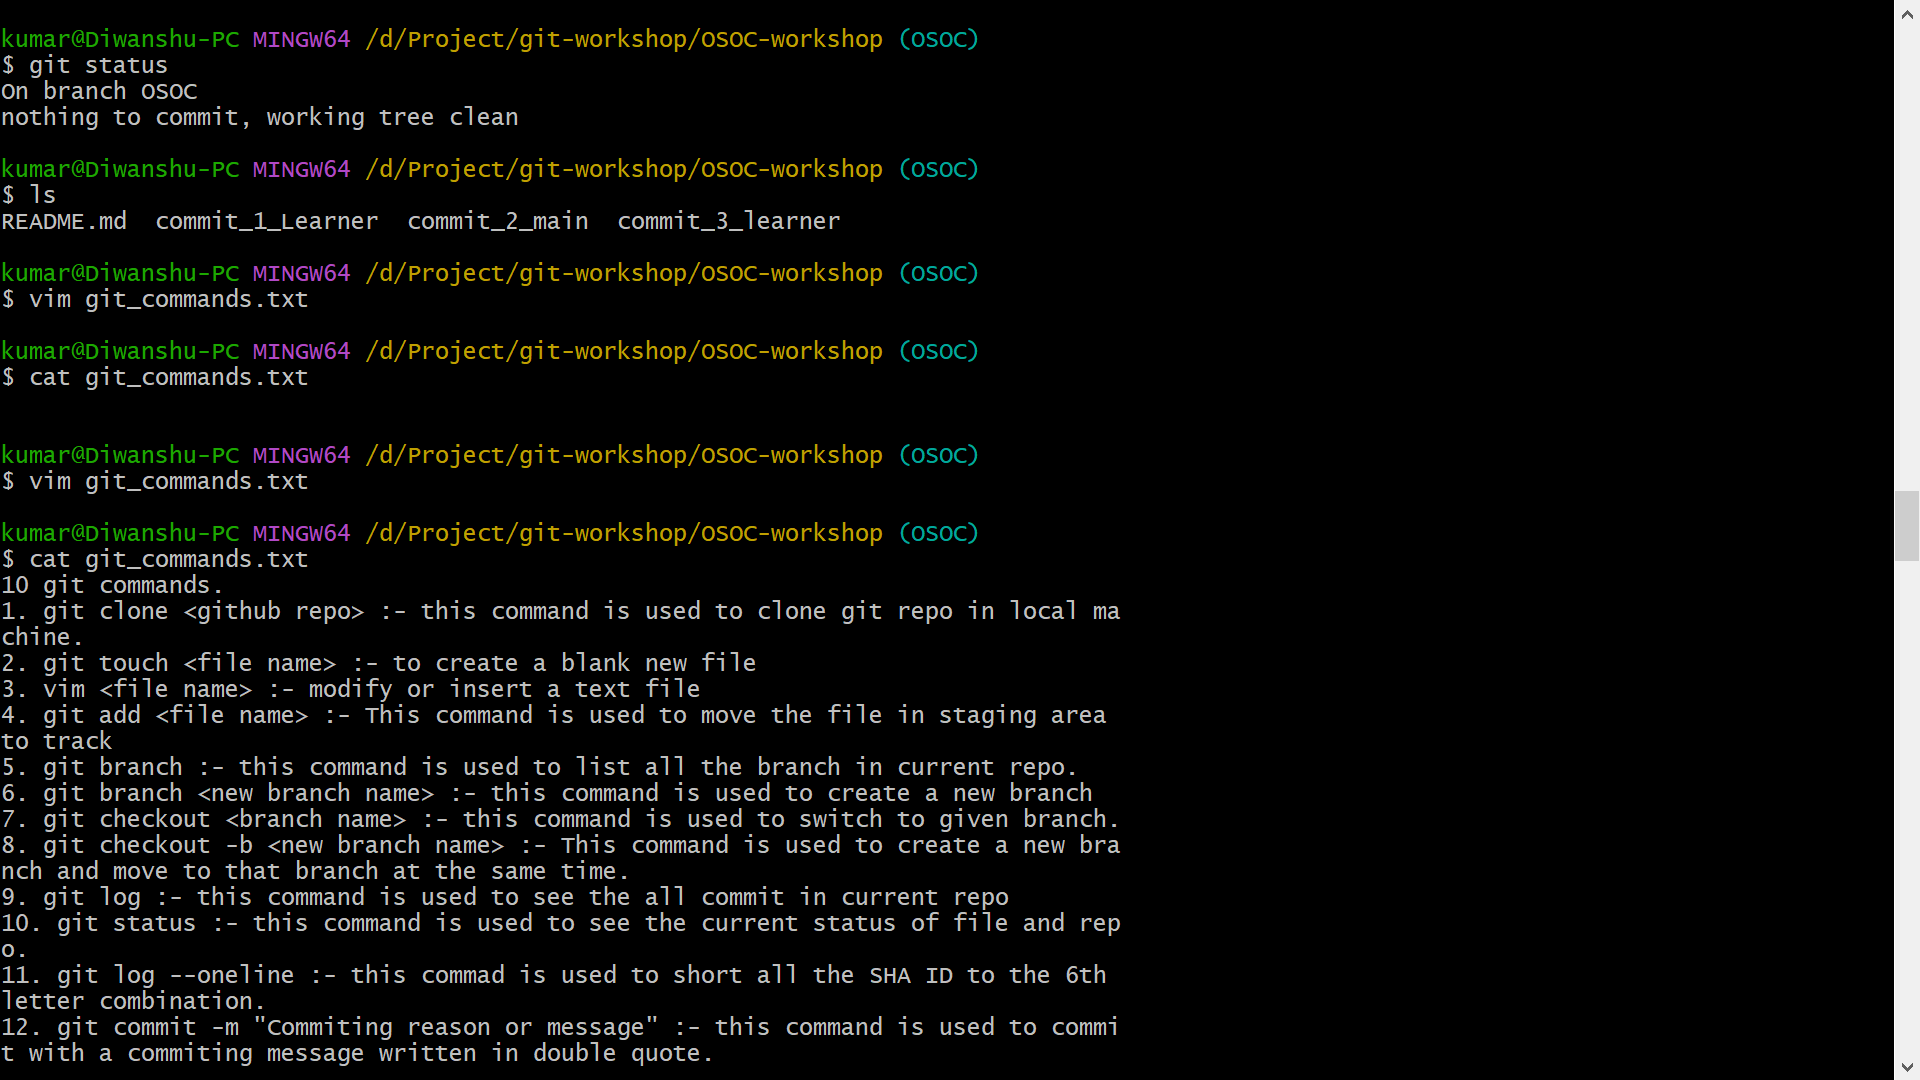 kumar@Diwanshu-PC MINGW64 /d/Project/git-workshop/OSOC-workshop (OSOC)
$ git status
On branch OSOC
nothing to commit, working tree clean
kumar@Diwanshu-PC MINGW64 /d/Project/git-workshop/OSOC-workshop (OSOC)
$ ls
README.md  commit_1_Learner  commit_2_main  commit_3_learner
kumar@Diwanshu-PC MINGW64 /d/Project/git-workshop/OSOC-workshop (OSOC)
$ vim git_commands.txt
kumar@Diwanshu-PC MINGW64 /d/Project/git-workshop/OSOC-workshop (OSOC)
$ cat git_commands.txt
kumar@Diwanshu-PC MINGW64 /d/Project/git-workshop/OSOC-workshop (OSOC)
$ vim git_commands.txt
kumar@Diwanshu-PC MINGW64 /d/Project/git-workshop/OSOC-workshop (OSOC)
$ cat git_commands.txt
10 git commands.
1. git clone <github repo> :- this command is used to clone git repo in local ma
chine.
2. git touch <file name> :- to create a blank new file
3. vim <file name> :- modify or insert a text file
4. git add <file name> :- This command is used to move the file in staging area
to track
5. git branch :- this command is used to list all the branch in current repo.
6. git branch <new branch name> :- this command is used to create a new branch
7. git checkout <branch name> :- this command is used to switch to given branch.
8. git checkout -b <new branch name> :- This command is used to create a new bra
nch and move to that branch at the same time.
9. git log :- this command is used to see the all commit in current repo
10. git status :- this command is used to see the current status of file and rep
o.
11. git log --oneline :- this commad is used to short all the SHA ID to the 6th
letter combination.
12. git commit -m "Commiting reason or message" :- this command is used to commi
t with a commiting message written in double quote.